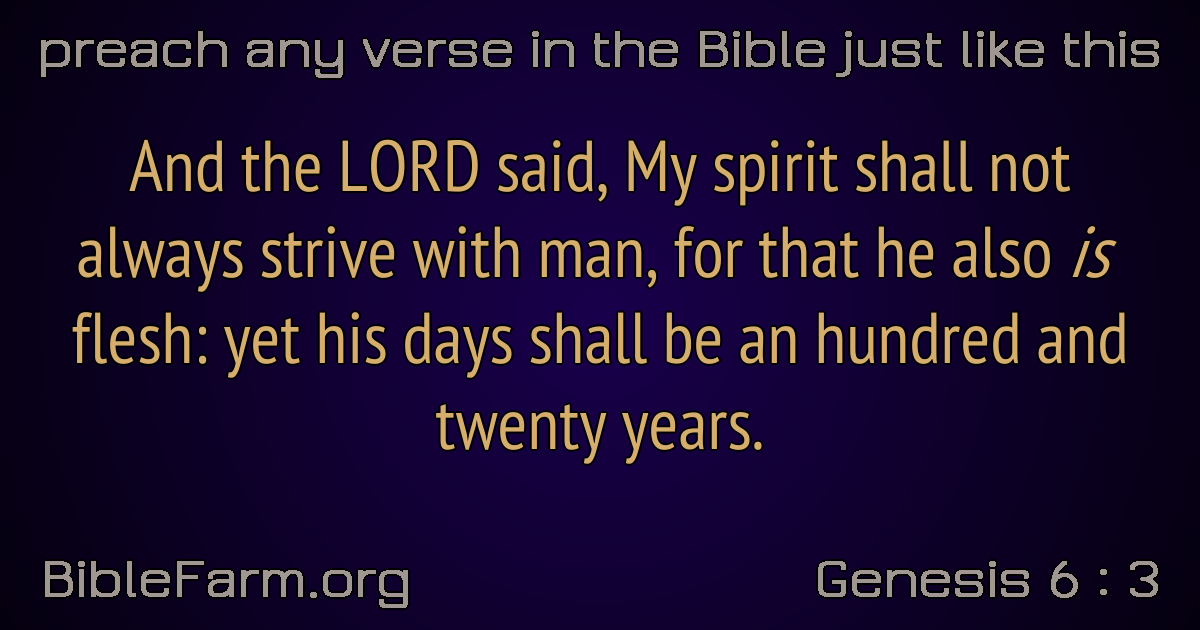 preach any verse in the Bible just like this
And the LORD said, My spirit shall not
always strive with man, for that he also is
flesh: yet his days shall be an hundred and
twenty years.
BibleFarm.org
Genesis 6 : 3